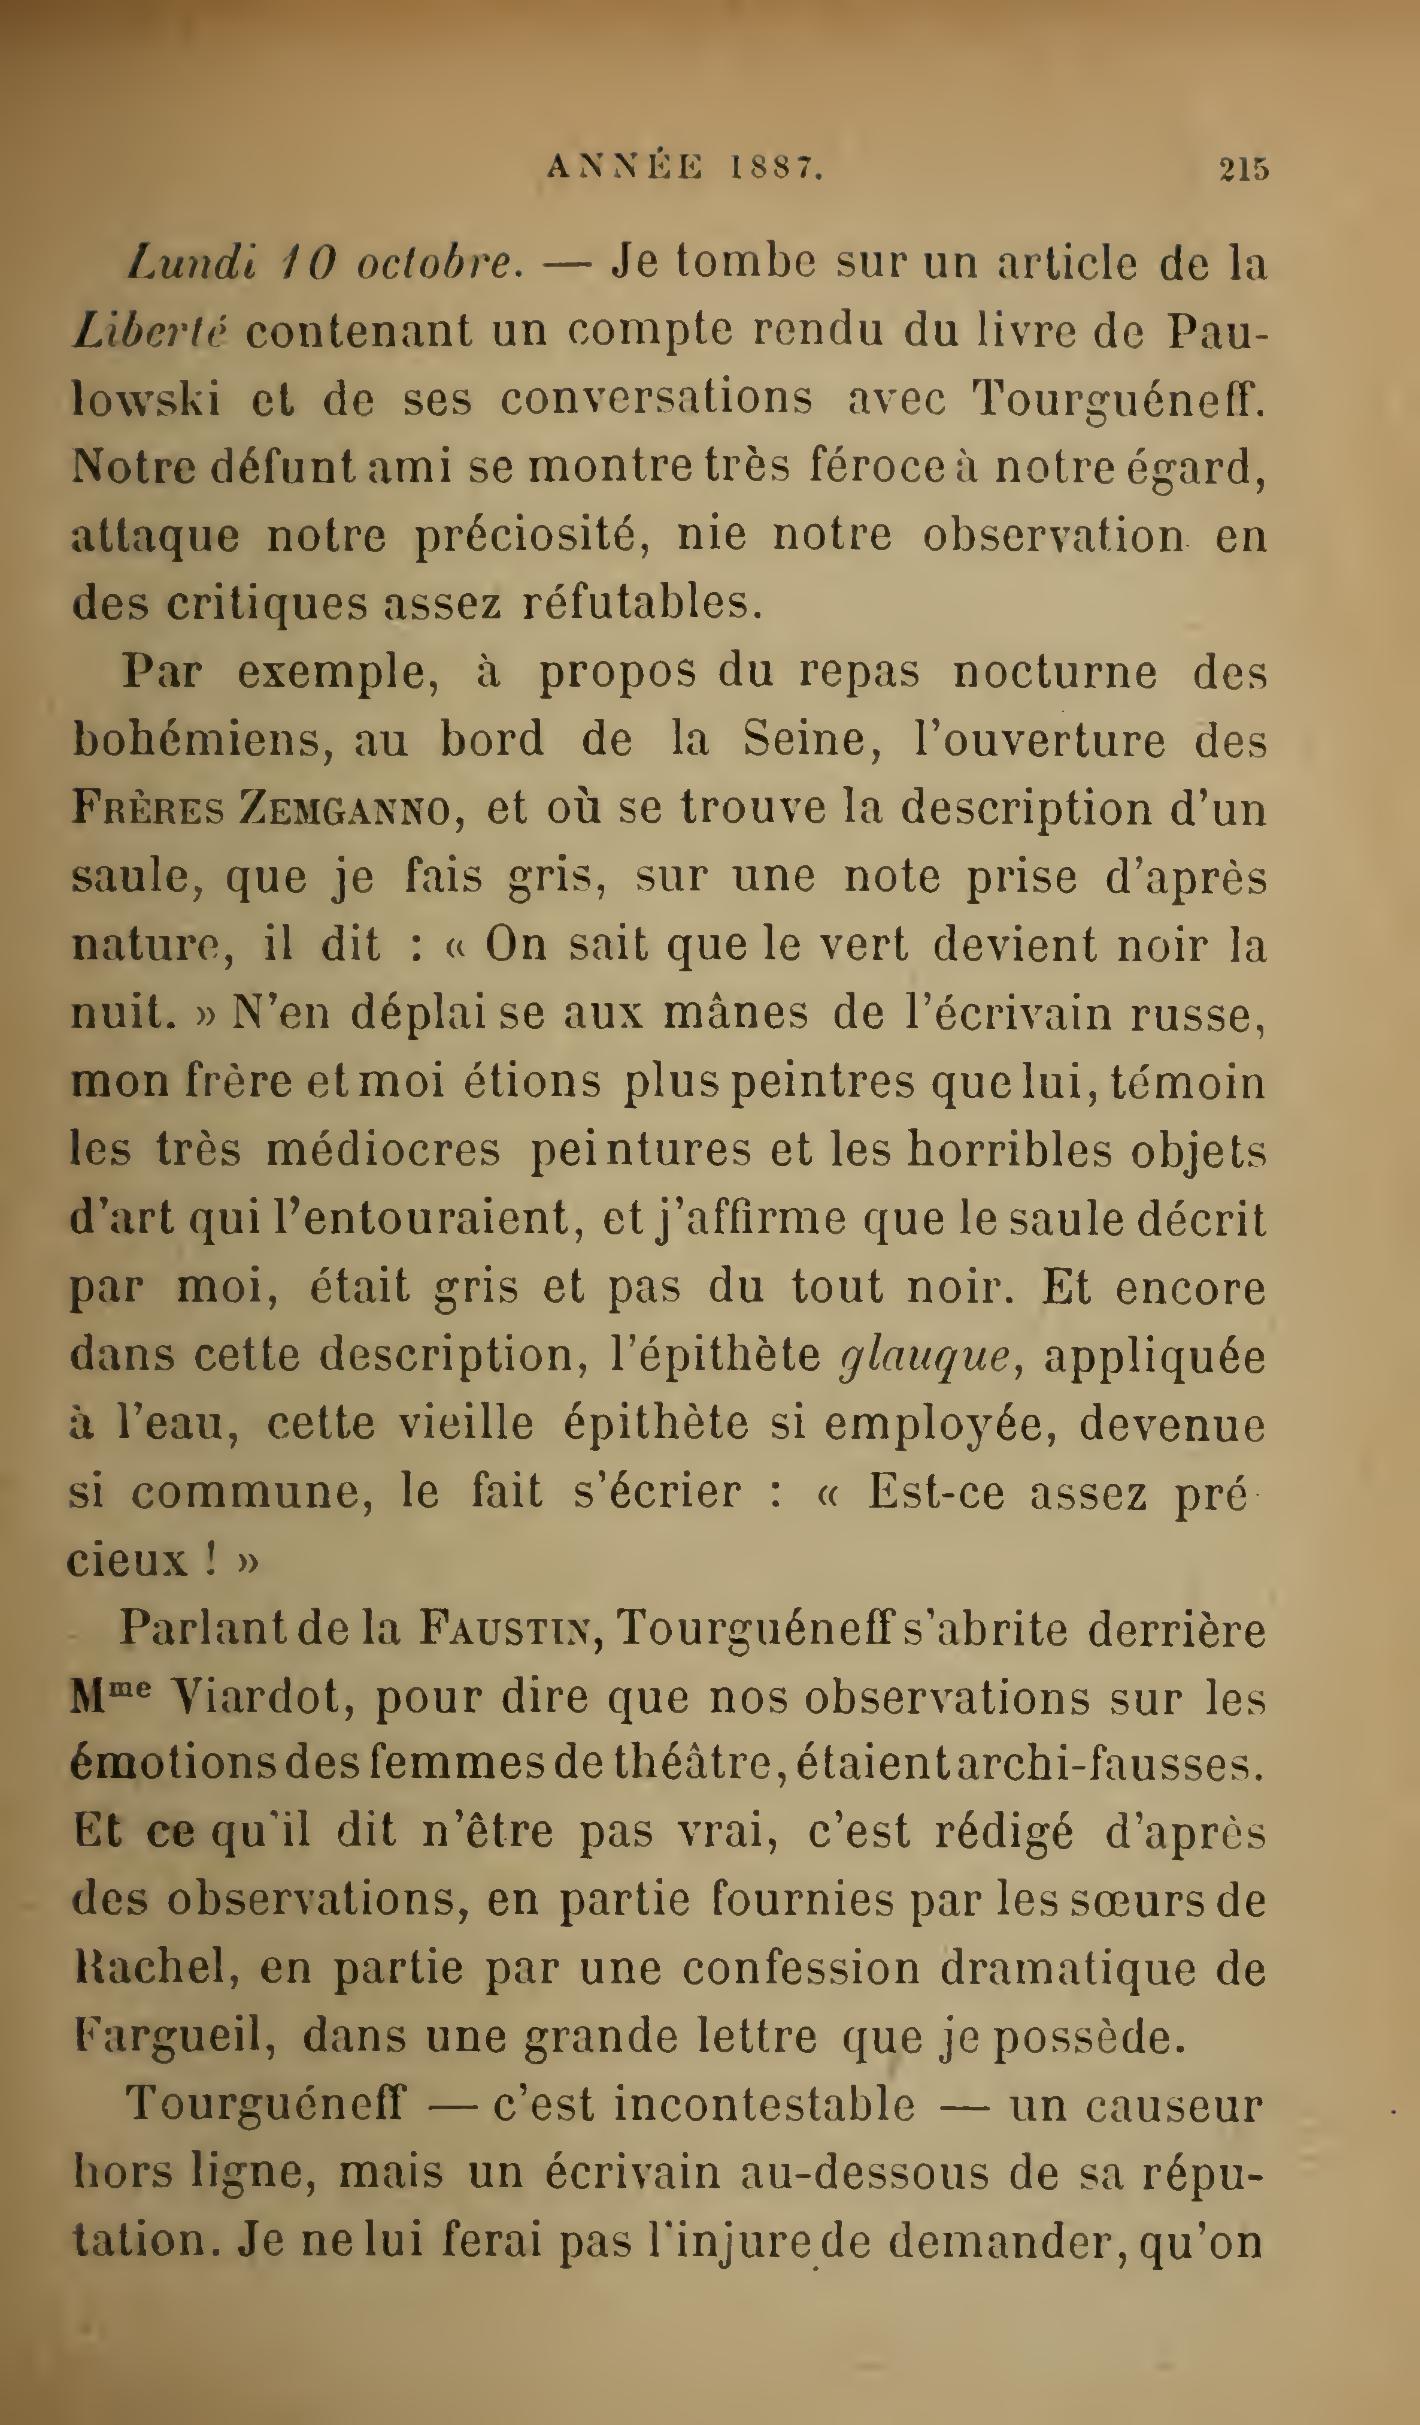 ANNÉE 1887. 215
Lundi 10 octobre. — Je tombe sur un article de la
Liberté contenant un compte rendu du livre de Pau-
lowski et de ses conversations avec Tourguéneff.
Notre défunt ami se montre très féroce à notre égard,
attaque notre préciosité, nie notre observation en
des critiques assez réfutables.
Par exemple, à propos du repas nocturne des
bohémiens, au bord de la Seine, l'ouverture des
FRÈRES ZEMGANNO, et où se trouve la description d'un
saule, que je fais gris, sur une note prise d'après
nature, il dit : « On sait que le vert devient noir la
nuit. » N'en déplaise aux mânes de l'écrivain russe,
mon frère et moi étions plus peintres que lui, témoin
les très médiocres peintures et les horribles objets
d'art qui l'entouraient, et j'affirme que le saule décrit
par moi, était gris et pas du tout noir. Et encore
dans cette description, l'épithète glauque, appliquée
à l'eau, cette vieille épithète si employée, devenue
si commune, le fait s'écrier : « Est-ce assez pré
cieux ! »
Parlant de la FAUSTIN, Tourguéneff s'abrite derrière
Mme Viardot, pour dire que nos observations sur les
émotions des femmes de théâtre, étaient archi-fausses.
Et ce qu'il dit n'être pas vrai, c'est rédigé d'après
des observations, en partie fournies par les sœurs de
Rachel, en partie par une confession dramatique de
Fargueil, dans une grande lettre que je possède.
Tourguéneff — c'est incontestable — un causeur
hors ligne, mais un écrivain au-dessous de sa répu-
tation. Je ne lui ferai pas l'injure de demander, qu'on